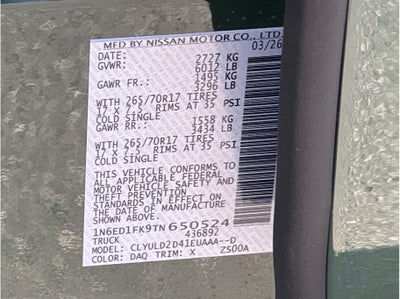 MFD BY NISSAN MOTOR CO., LTD.
DATE: 03/26
GVWR: 2727 KG
6012 LB
GAWR FR.: 1495 KG
3296 LB
WITH 265/70R17 TIRES
17 X 7.5 RIMS AT 35 PSI
COLD SINGLE
GAWR RR.: 1558 KG
3434 LB
WITH 265/70R17 TIRES
17 X 7.5 RIMS AT 35 PSI
COLD SINGLE
THIS VEHICLE CONFORMS TO
ALL APPLICABLE FEDERAL
MOTOR VEHICLE SAFETY AND
THEFT PREVENTION
STANDARDS IN EFFECT ON
THE DATE OF MANUFACTURE
SHOWN ABOVE
1N6ED1FK9TN650524
TRUCK 436892
MODEL: CLYULD2D41EUAAA--D
COLOR: DAQ TRIM: X ZS00A